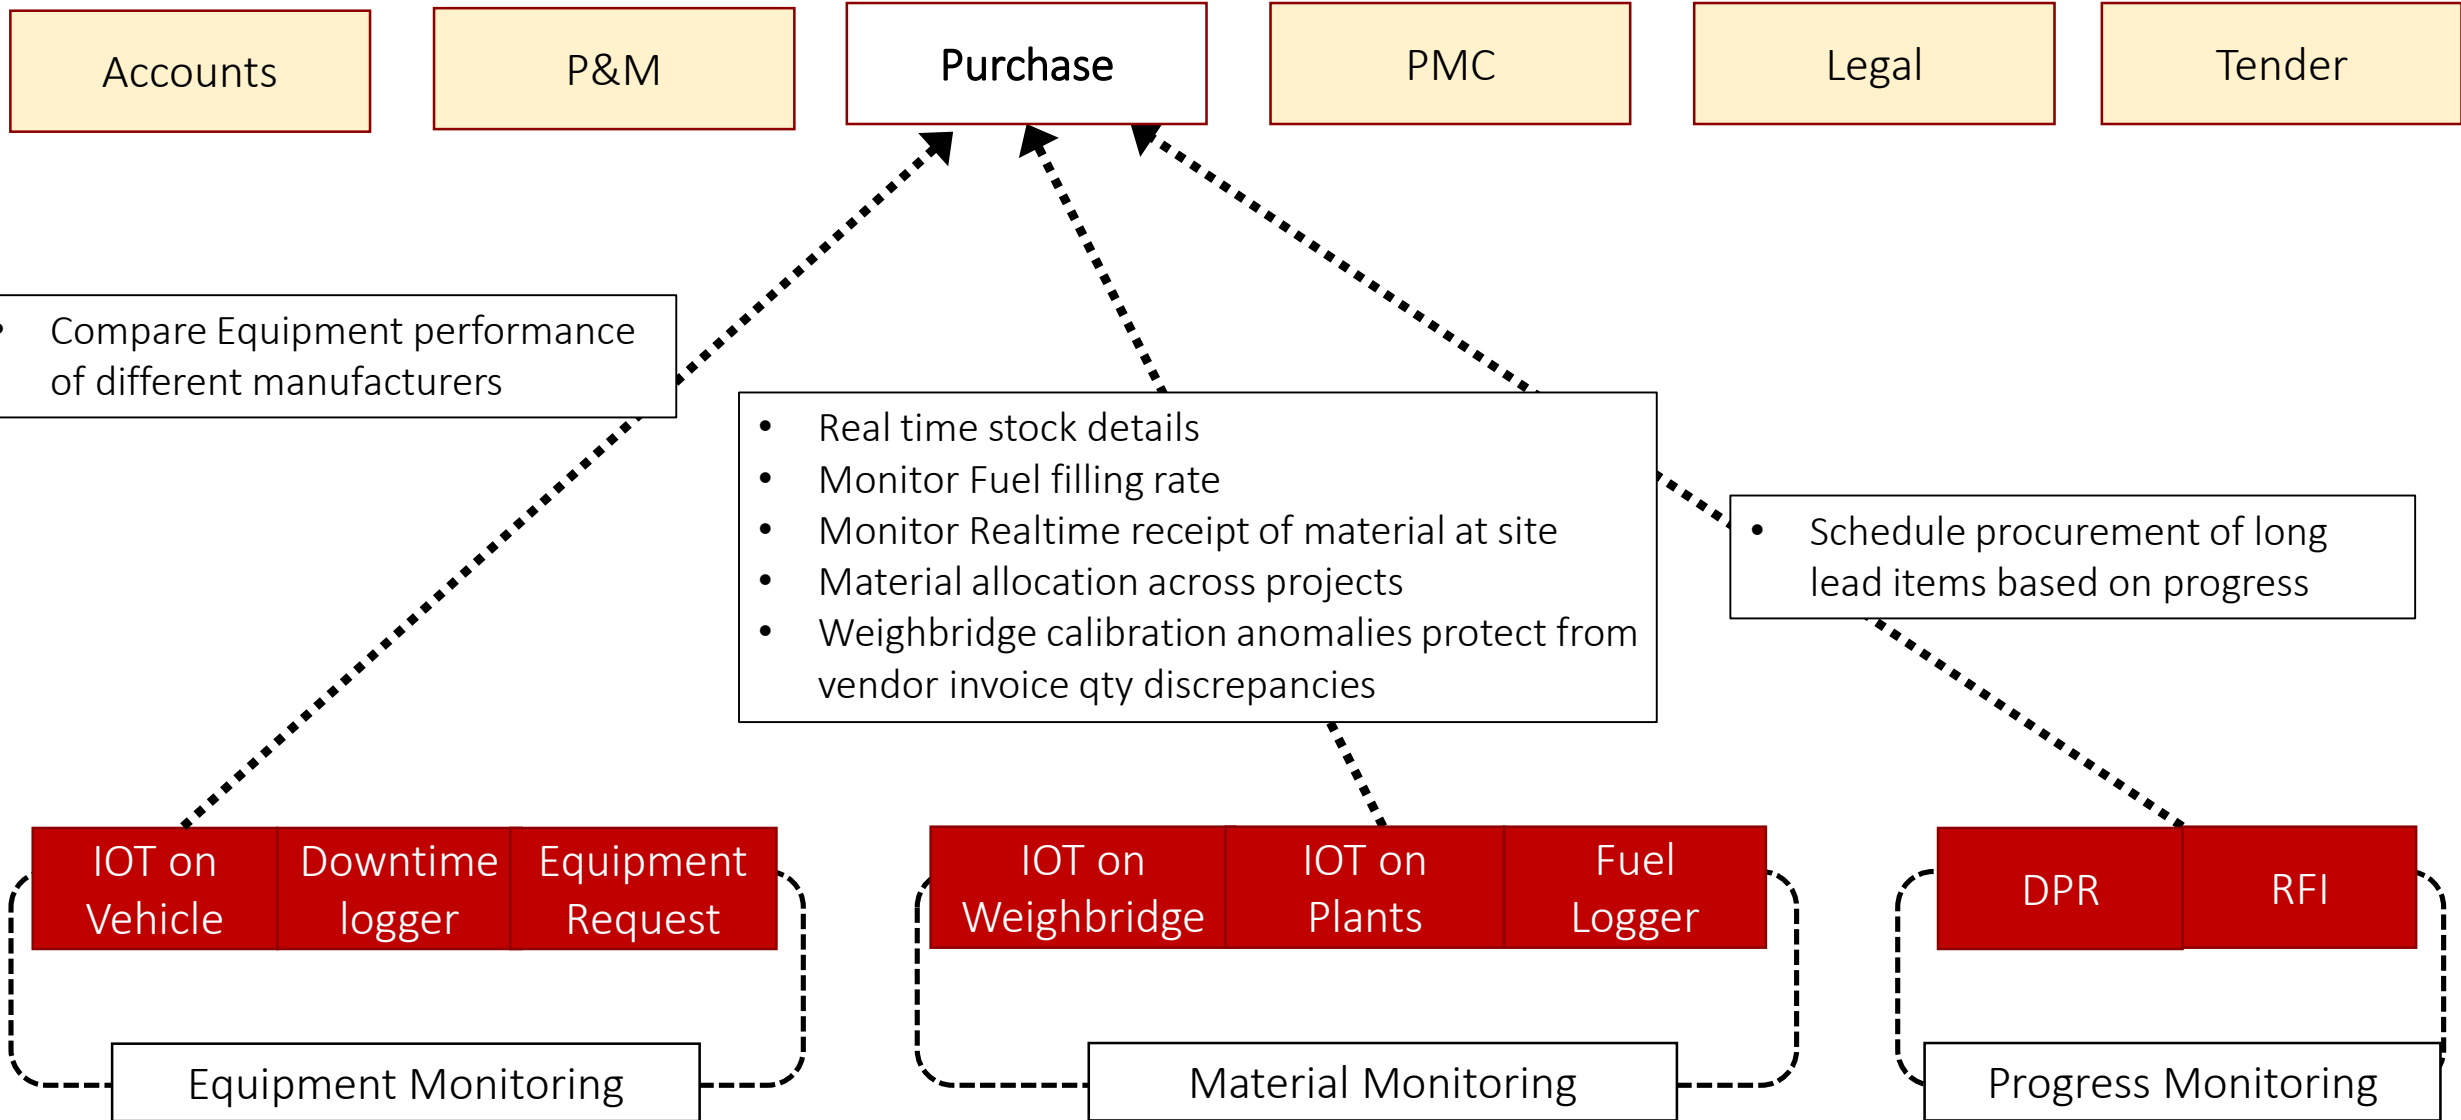 Accounts
P&M
Purchase
PMC
Legal
Tender
• Compare Equipment performance
of different manufacturers
• Real time stock details
• Monitor Fuel filling rate
• Monitor Realtime receipt of material at site
• Material allocation across projects
• Weighbridge calibration anomalies protect from
vendor invoice qty discrepancies
• Schedule procurement of long
lead items based on progress
IOT on
Vehicle
Downtime
logger
Equipment
Request
IOT on
Weighbridge
IOT on
Plants
Fuel
Logger
DPR
RFI
Equipment Monitoring
Material Monitoring
Progress Monitoring